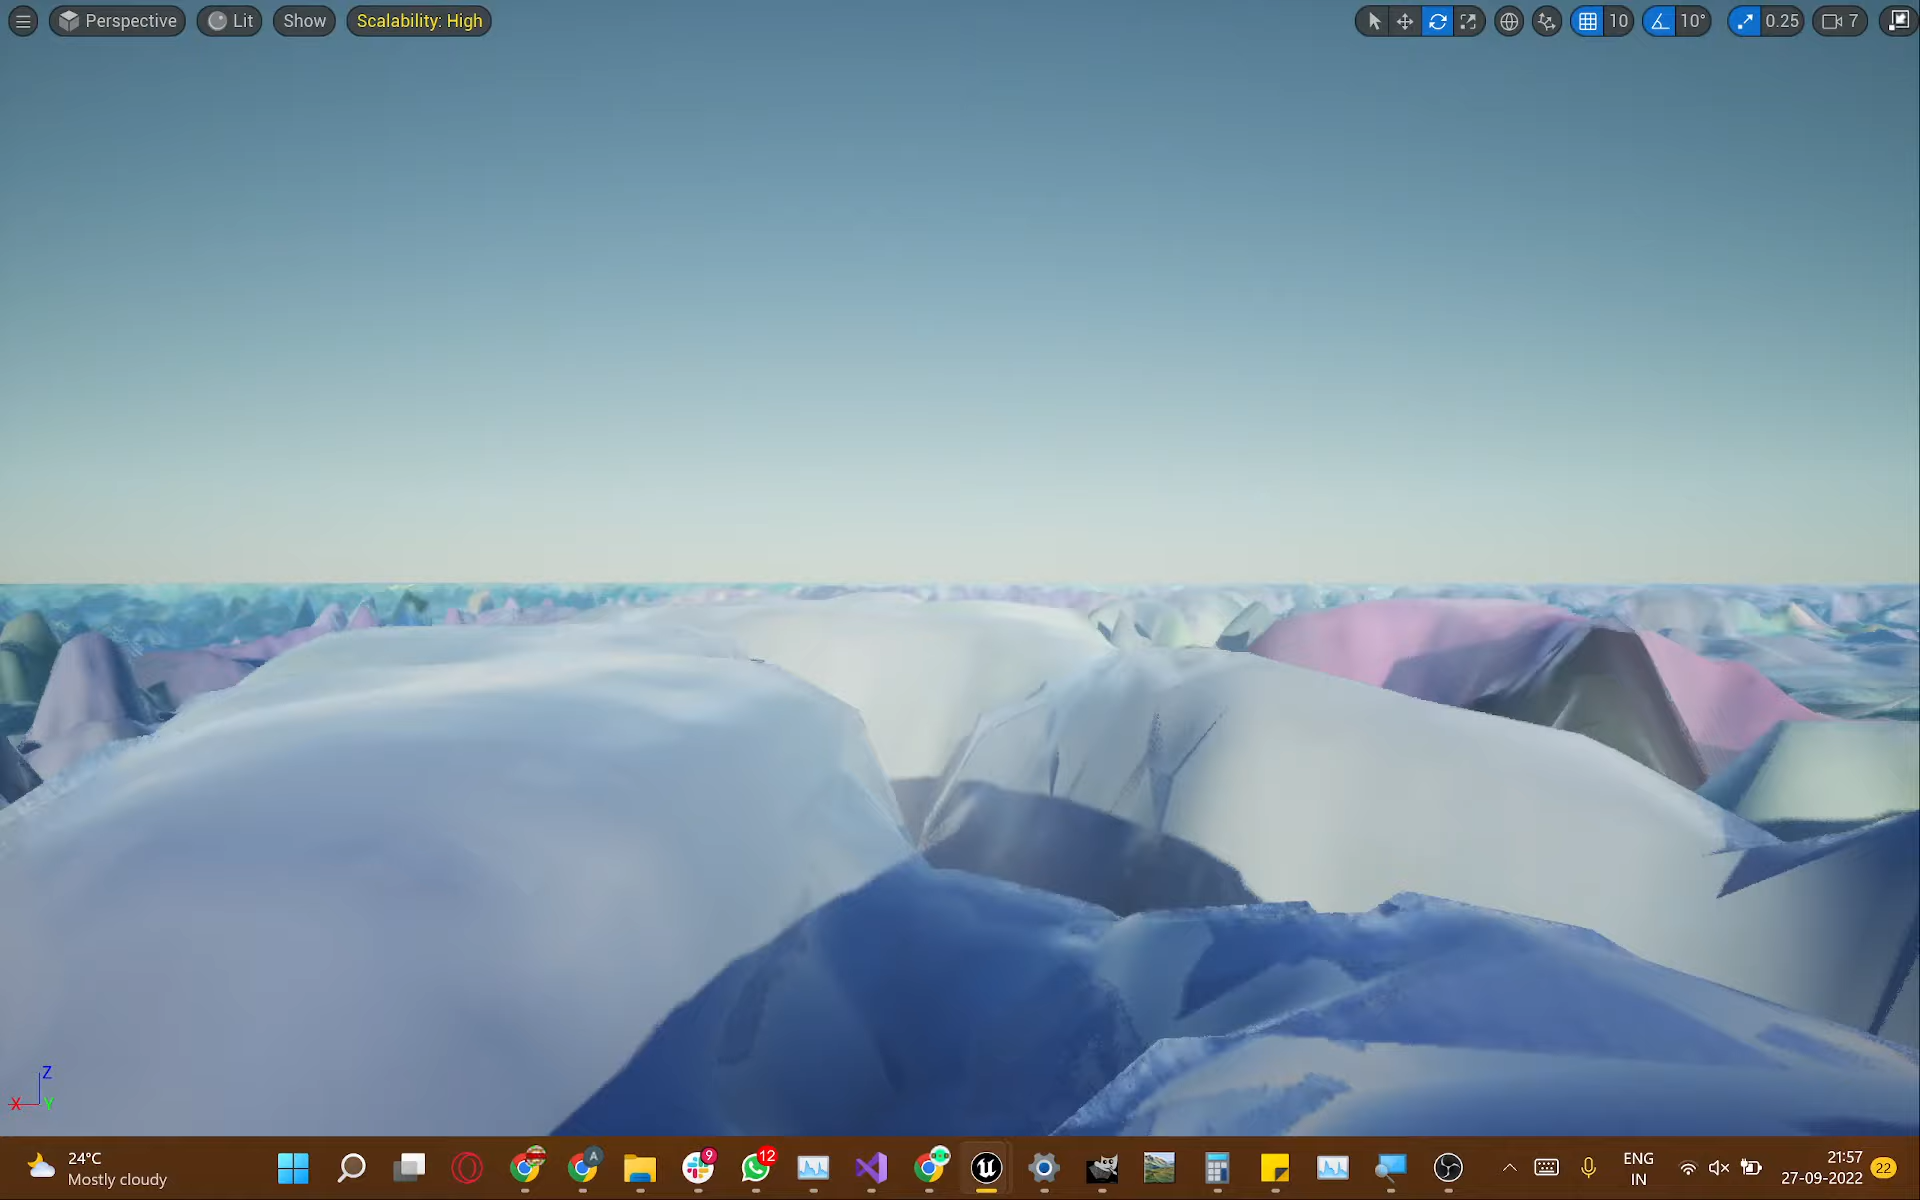 Perspective
Lit
Show
Scalability: High
10
10°
0.25
7
Z
X
Y
24°C
Mostly cloudy
A
9
12
ENG
IN
21:57
27-09-2022
22